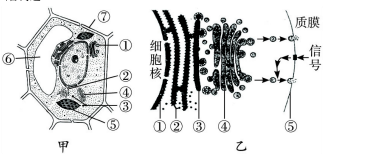 ⑦
①
⑥
②
④
③
⑤
甲
细胞核
质膜
信号
① ② ③ ④ ⑤
乙